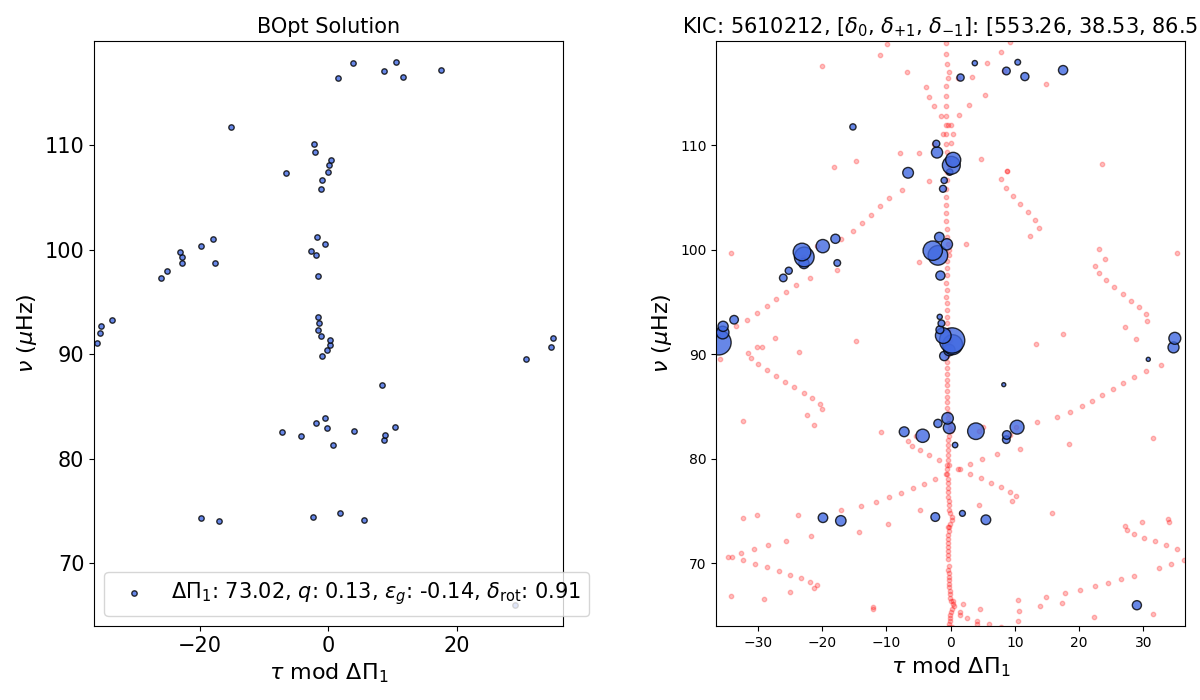 BOpt Solution
KIC: 5610212, [δ₀, δ₊₁, δ₋₁]: [553.26, 38.53, 86.5
110
100
90
80
70
ν (μHz)
ΔΠ₁: 73.02, q: 0.13, ε_g: -0.14, δ_rot: 0.91
−20
0
20
τ mod ΔΠ₁
110
100
90
80
70
ν (μHz)
−30
−20
−10
0
10
20
30
τ mod ΔΠ₁